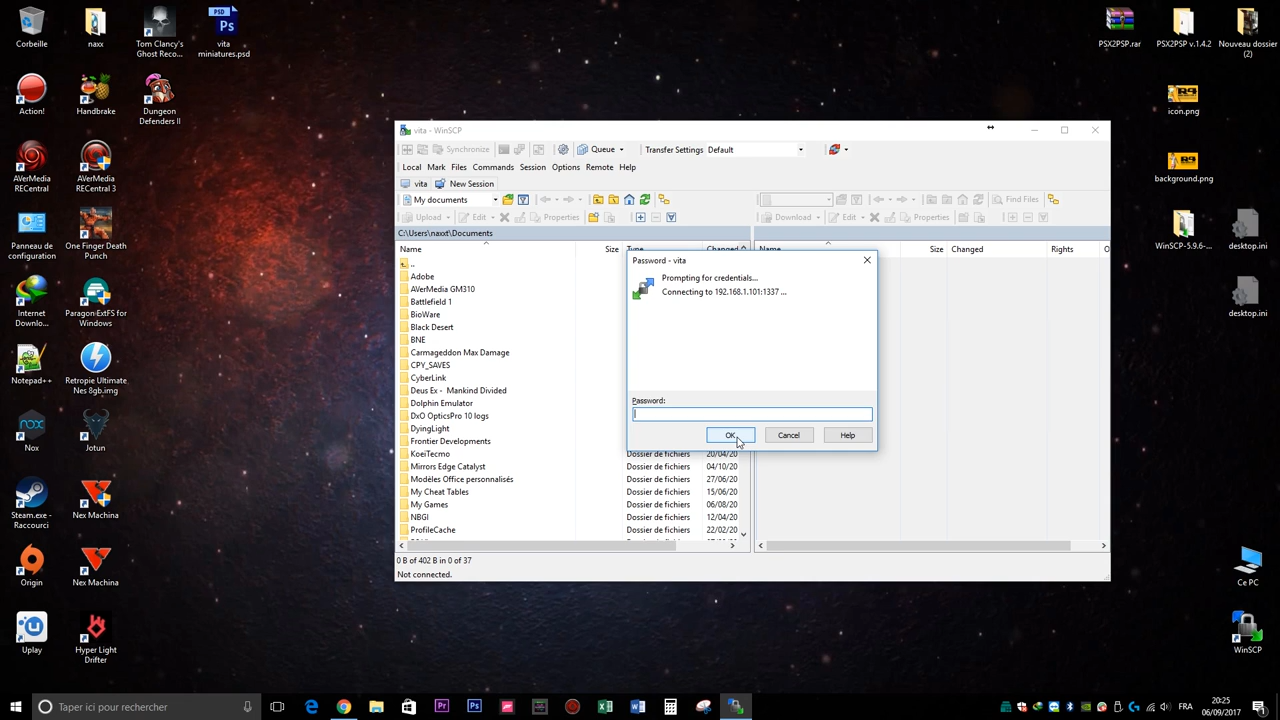 Corbeille
naxx
Tom Clancy's
Ghost Reco...
PSD
Ps
vita
miniatures.psd
PSX2PSP.rar
PSX2PSP v.1.4.2
Nouveau dossier
(2)
Action!
Handbrake
Dungeon
Defenders II
icon.png
AVerMedia
RECentral
AVerMedia
RECentral 3
background.png
Panneau de
configuration
One Finger Death
Punch
WinSCP-5.9.6-...
desktop.ini
Internet
Downlo...
Paragon ExtFS for
Windows
desktop.ini
Notepad++
Retropie Ultimate
Nes 8gb.img
nox
Nox
Jotun
Steam.exe -
Raccourci
Nex Machina
Origin
Nex Machina
Ce PC
Uplay
Hyper Light
Drifter
WinSCP
vita - WinSCP
Synchronize
Queue
Transfer Settings Default
Local Mark Files Commands Session Options Remote Help
vita New Session
My documents
Find Files
Upload Edit Properties
Download Edit Properties
C:\Users\naxxt\Documents
Name Size Type Changed
Name Size Changed Rights O
..
Adobe
AVerMedia GM310
Battlefield 1
BioWare
Black Desert
BNE
Carmageddon Max Damage
CPY_SAVES
CyberLink
Deus Ex - Mankind Divided
Dolphin Emulator
DxO OpticsPro 10 logs
DyingLight
Frontier Developments
KoeiTecmo Dossier de fichiers 20/04/20
Mirrors Edge Catalyst Dossier de fichiers 04/10/20
Modèles Office personnalisés Dossier de fichiers 27/06/20
My Cheat Tables Dossier de fichiers 15/06/20
My Games Dossier de fichiers 06/08/20
NBGI Dossier de fichiers 12/04/20
ProfileCache Dossier de fichiers 22/02/20
Password - vita
Prompting for credentials...
Connecting to 192.168.1.101:1337 ...
Password:
OK
Cancel
Help
0 B of 402 B in 0 of 37
Not connected.
Taper ici pour rechercher
Pr
Ps
FRA
20:25
06/09/2017